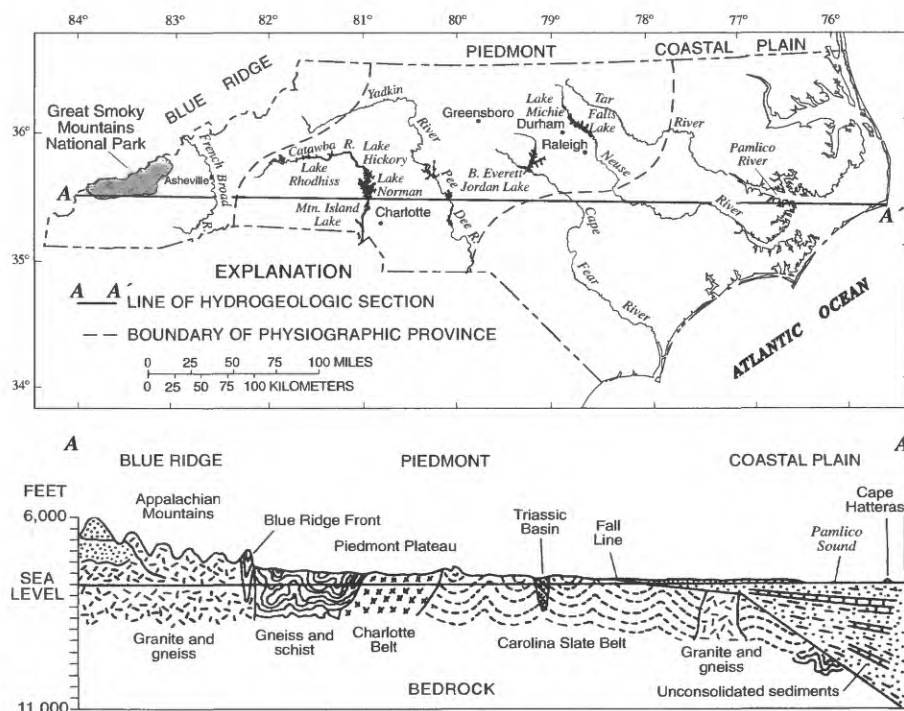 84° 83° 82° 81° 80° 79° 78° 77° 76°
36°
35°
34°
BLUE RIDGE
PIEDMONT
COASTAL PLAIN
Great Smoky
Mountains
National Park
French Broad
R.
Asheville
Yadkin
River
Catawba R.
Lake
Rhodhiss
Lake
Hickory
Lake
Norman
Mtn. Island
Lake
Charlotte
Pee
Dee R.
Greensboro
Lake
Michie
Durham
Raleigh
Falls
Lake
Tar
River
Neuse
River
Pamlico
River
B. Everett
Jordan Lake
Cape
Fear
River
ATLANTIC OCEAN
A A'
EXPLANATION
A A' LINE OF HYDROGEOLOGIC SECTION
BOUNDARY OF PHYSIOGRAPHIC PROVINCE
0 25 50 75 100 MILES
0 25 50 75 100 KILOMETERS
A A
BLUE RIDGE PIEDMONT COASTAL PLAIN
FEET
6,000
SEA
LEVEL
11,000
Appalachian
Mountains
Blue Ridge Front
Piedmont Plateau
Triassic
Basin
Fall
Line
Pamlico
Sound
Cape
Hatteras
Granite and
gneiss
Gneiss and
schist
Charlotte
Belt
Carolina Slate Belt
Granite and
gneiss
Unconsolidated sediments
BEDROCK